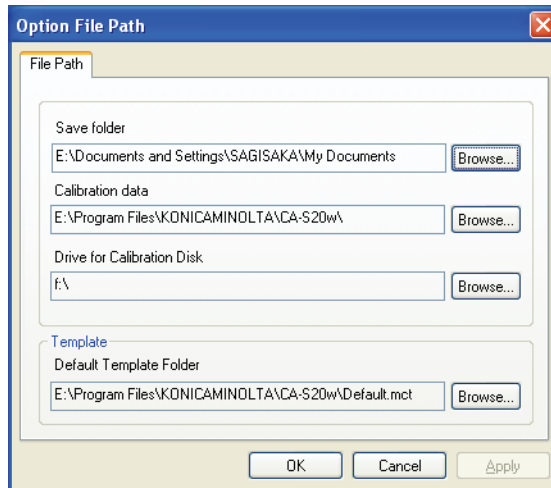 Option File Path
File Path
Save folder
E:\Documents and Settings\SAGISAKA\My Documents
Browse...
Calibration data
E:\Program Files\KONICAMINOLTA\CA-S20w\
Browse...
Drive for Calibration Disk
f:\
Browse...
Template
Default Template Folder
E:\Program Files\KONICAMINOLTA\CA-S20w\Default.mct
Browse...
OK Cancel Apply